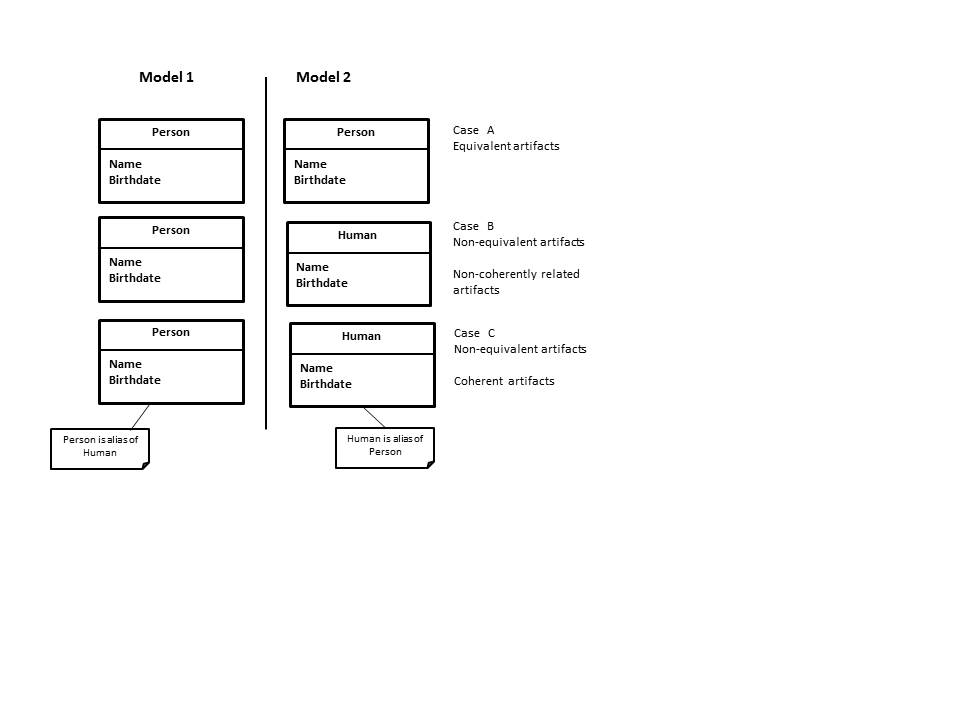 Model 1
Model 2
Person
Name
Birthdate
Person
Name
Birthdate
Case A
Equivalent artifacts
Person
Name
Birthdate
Human
Name
Birthdate
Case B
Non-equivalent artifacts
Non-coherently related
artifacts
Person
Name
Birthdate
Human
Name
Birthdate
Case C
Non-equivalent artifacts
Coherent artifacts
Person is alias of
Human
Human is alias of
Person